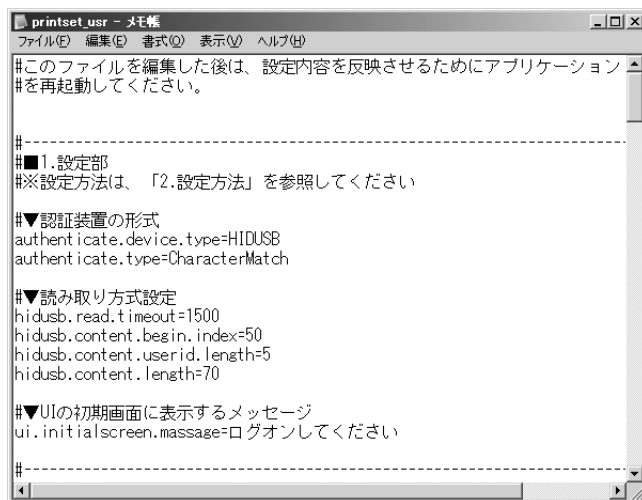 printset_usr - メモ帳
ファイル(F) 編集(E) 書式(O) 表示(V) ヘルプ(H)
#このファイルを編集した後は、設定内容を反映させるためにアプリケーション
#を再起動してください。
#---------------------------------------------------------------------------
#■1.設定部
#※設定方法は、「2.設定方法」を参照してください
#▼認証装置の形式
authenticate.device.type=HIDUSB
authenticate.type=CharacterMatch
#▼読み取り方式設定
hidusb.read.timeout=1500
hidusb.content.begin.index=50
hidusb.content.userid.length=5
hidusb.content.length=70
#▼UIの初期画面に表示するメッセージ
ui.initialscreen.massage=ログオンしてください
#---------------------------------------------------------------------------